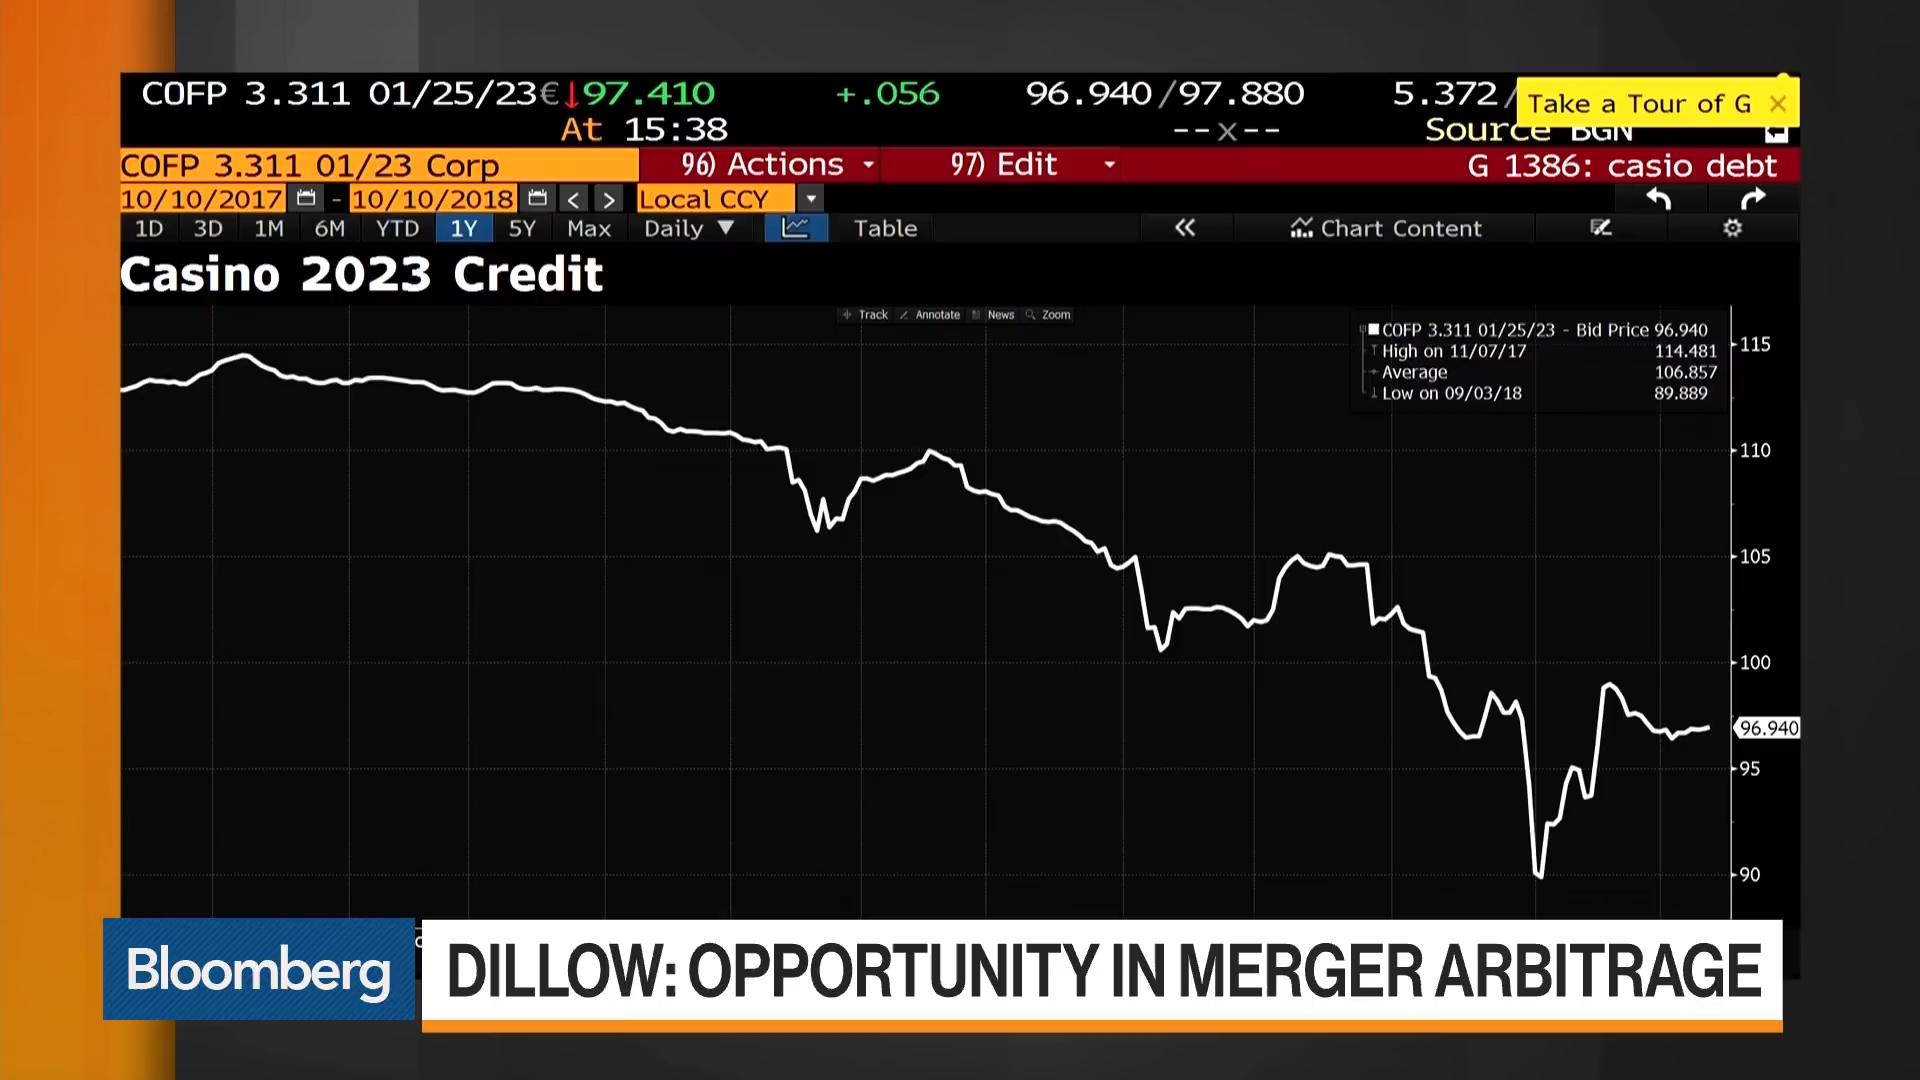 COFP 3.311 01/25/23 € ↓97.410 +.056 96.940/97.880 5.372/
At 15:38 --x-- Source BGN
Take a Tour of G ×
COFP 3.311 01/23 Corp 96) Actions 97) Edit G 1386: casio debt
10/10/2017 - 10/10/2018 < > Local CCY
1D 3D 1M 6M YTD 1Y 5Y Max Daily ▼ Table « Chart Content
Casino 2023 Credit
Track Annotate News Zoom
COFP 3.311 01/25/23 - Bid Price 96.940
High on 11/07/17 114.481
Average 106.857
Low on 09/03/18 89.889
115
110
105
100
96.940
95
90
Bloomberg
DILLOW: OPPORTUNITY IN MERGER ARBITRAGE